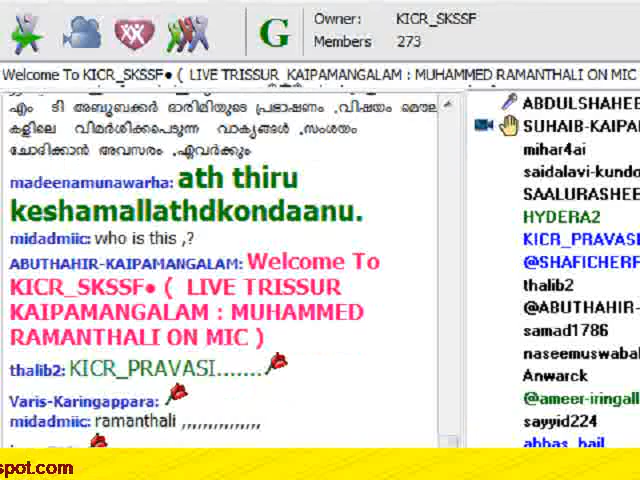 Owner: KICR_SKSSF
Members 273
G
Welcome To KICR_SKSSF● ( LIVE TRISSUR KAIPAMANGALAM : MUHAMMED RAMANTHALI ON MIC
എം ടി അബൂബക്കർ ദാരിമിയുടെ പ്രഭാഷണം .വിഷയം മൌല
കളിലെ വിമർശിക്കപെടുന്ന വാക്യങ്ങൾ .സംശയം
ചോദിക്കാൻ അവസരം .ഏവർക്കും
madeenamunawarha: ath thiru
keshamallathdkondaanu.
midadmiic: who is this ,?
ABUTHAHIR-KAIPAMANGALAM: Welcome To
KICR_SKSSF● ( LIVE TRISSUR
KAIPAMANGALAM : MUHAMMED
RAMANTHALI ON MIC )
thalib2: KICR_PRAVASI.......
Varis-Karingappara:
midadmiic: ramanthali ,,,,,,,,,,,,,,,
ABDULSHAHEE
SUHAIB-KAIPA
mihar4ai
saidalavi-kundo
SAALURASHEE
HYDERA2
KICR_PRAVASI
@SHAFICHERF
thalib2
@ABUTHAHIR-
samad1786
naseemuswabal
Anwarck
@ameer-iringall
sayyid224
abbas_bail
spot.com